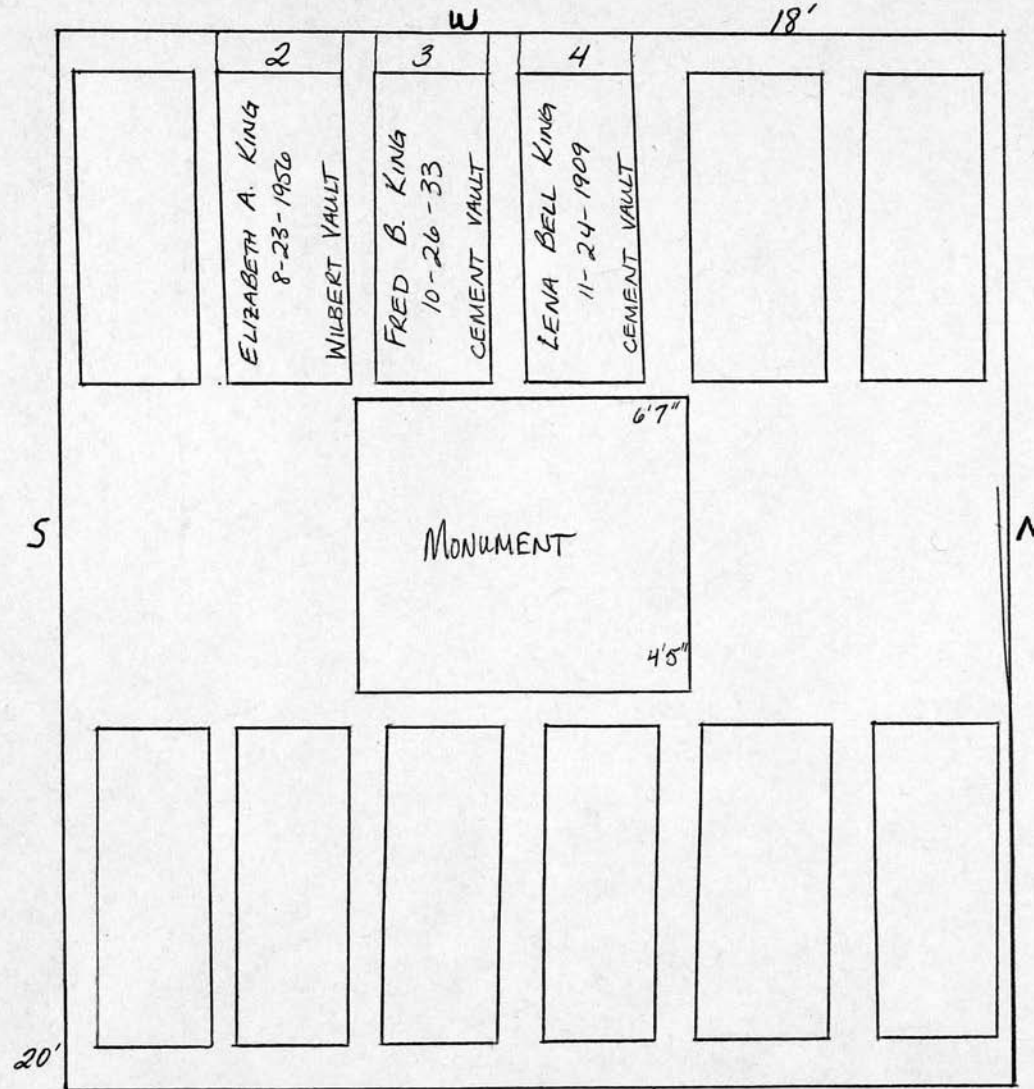 W
18'
2
3
4
ELIZABETH A. KING
8-23-1956
WILBERT VAULT
FRED B. KING
10-26-33
CEMENT VAULT
LENA BELL KING
11-24-1909
CEMENT VAULT
6'7"
S
MONUMENT
N
4'5"
20'